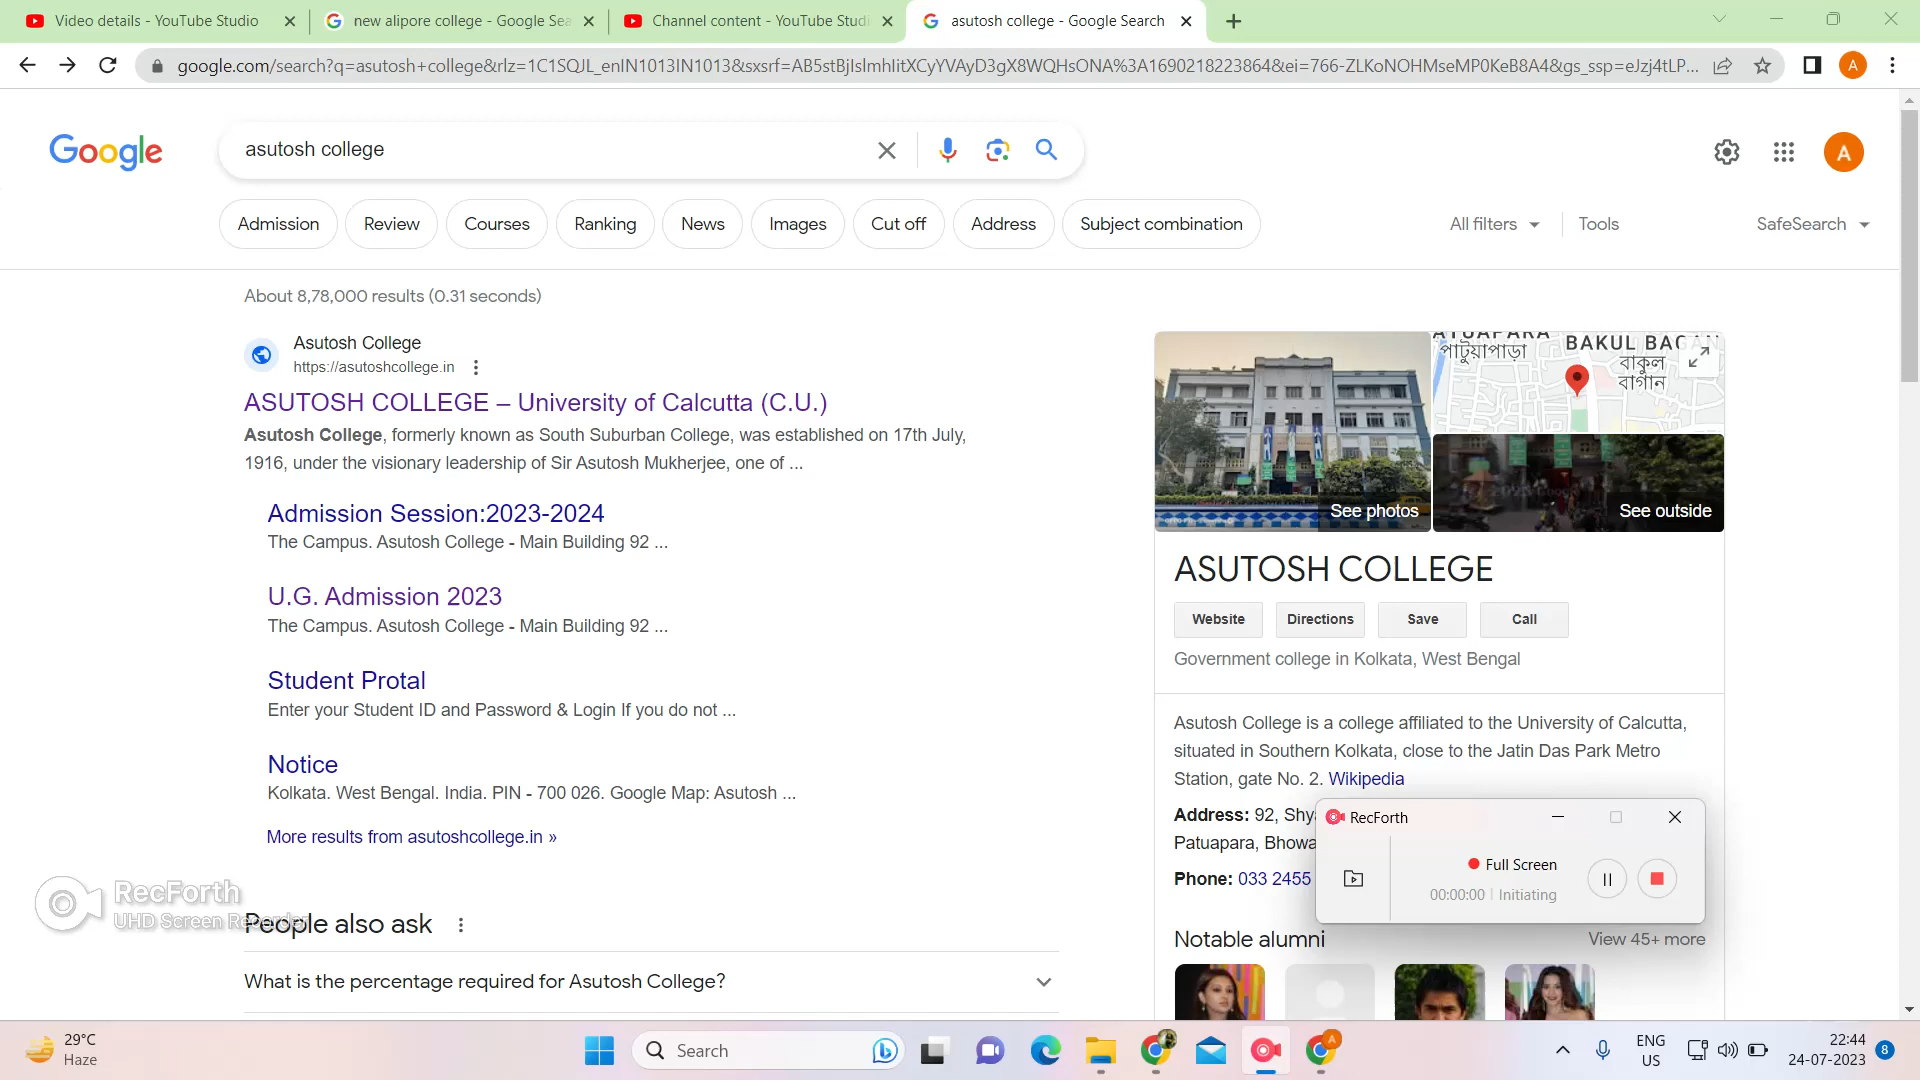 Video details - YouTube Studio
new alipore college - Google Sea
Channel content - YouTube Studi
asutosh college - Google Search
google.com/search?q=asutosh+college&rlz=1C1SQJL_enIN1013IN1013&sxsrf=AB5stBjIslmhIitXCyYVAyD3gX8WQHsONA%3A1690218223864&ei=766-ZLKoNOHMseMP0KeB8A4&gs_ssp=eJzj4tLP...
A
Google
asutosh college
A
Admission
Review
Courses
Ranking
News
Images
Cut off
Address
Subject combination
All filters
Tools
SafeSearch
About 8,78,000 results (0.31 seconds)
Asutosh College
https://asutoshcollege.in
ASUTOSH COLLEGE – University of Calcutta (C.U.)
Asutosh College, formerly known as South Suburban College, was established on 17th July,
1916, under the visionary leadership of Sir Asutosh Mukherjee, one of ...
Admission Session:2023-2024
The Campus. Asutosh College - Main Building 92 ...
U.G. Admission 2023
The Campus. Asutosh College - Main Building 92 ...
Student Protal
Enter your Student ID and Password & Login If you do not ...
Notice
Kolkata. West Bengal. India. PIN - 700 026. Google Map: Asutosh ...
More results from asutoshcollege.in »
RecForth
UHD Screen Recorder
People also ask
What is the percentage required for Asutosh College?
পাটুয়াপাড়া
BAKUL BAGAN
বাকুল
বাগান
See photos
See outside
ASUTOSH COLLEGE
Website
Directions
Save
Call
Government college in Kolkata, West Bengal
Asutosh College is a college affiliated to the University of Calcutta,
situated in Southern Kolkata, close to the Jatin Das Park Metro
Station, gate No. 2. Wikipedia
Address: 92, Shy
Patuapara, Bhowa
Phone: 033 2455
RecForth
Full Screen
00:00:00 | Initiating
Notable alumni
View 45+ more
29°C
Haze
Search
A
ENG
US
22:44
24-07-2023
8